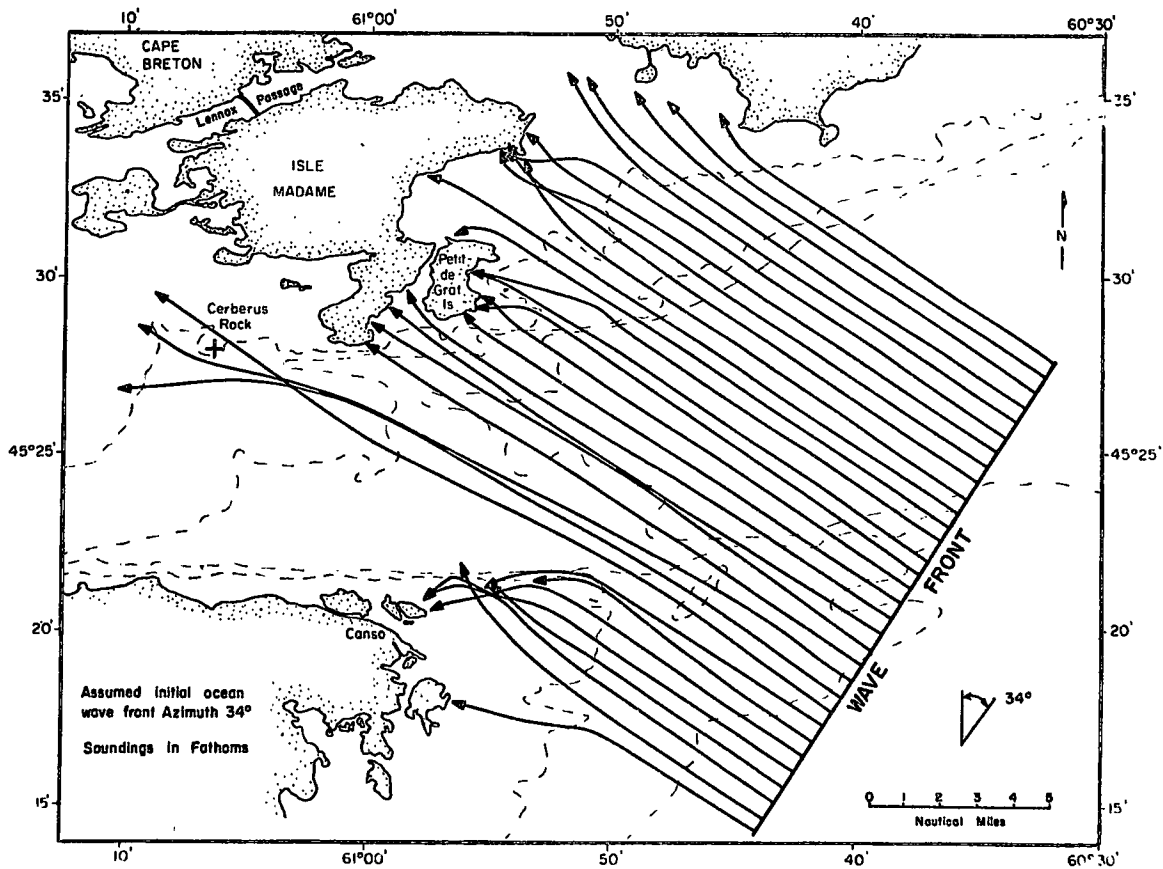 10' 61°00' 50' 40' 60°30'
CAPE
BRETON
35' 35'
Lennox Passage
ISLE
MADAME
N
30' 30'
Petit
de
Grat
Is
Cerberus
Rock
45°25' 45°25'
FRONT
20' 20'
Canso
WAVE
Assumed initial ocean
wave front Azimuth 34°
34°
Soundings in Fathoms
15' 15'
0 1 2 3 4 5
Nautical Miles
10' 61°00' 50' 40' 60°30'